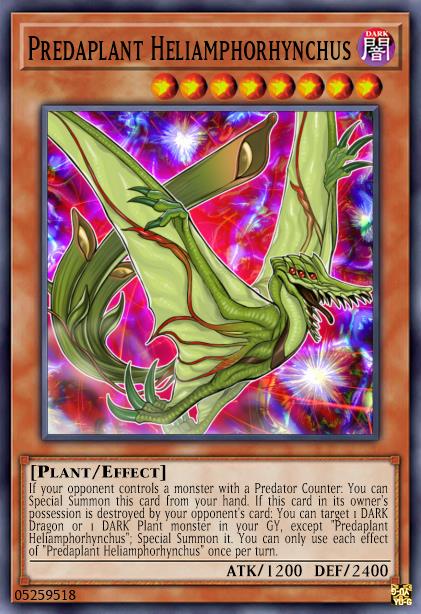 PREDAPLANT HELIAMPHORHYNCHUS
DARK
闇
[PLANT/EFFECT]
If your opponent controls a monster with a Predator Counter: You can
Special Summon this card from your hand. If this card in its owner's
possession is destroyed by your opponent's card: You can target 1 DARK
Dragon or 1 DARK Plant monster in your GY, except "Predaplant
Heliamphorhynchus"; Special Summon it. You can only use each effect
of "Predaplant Heliamphorhynchus" once per turn.
ATK/1200 DEF/2400
05259518